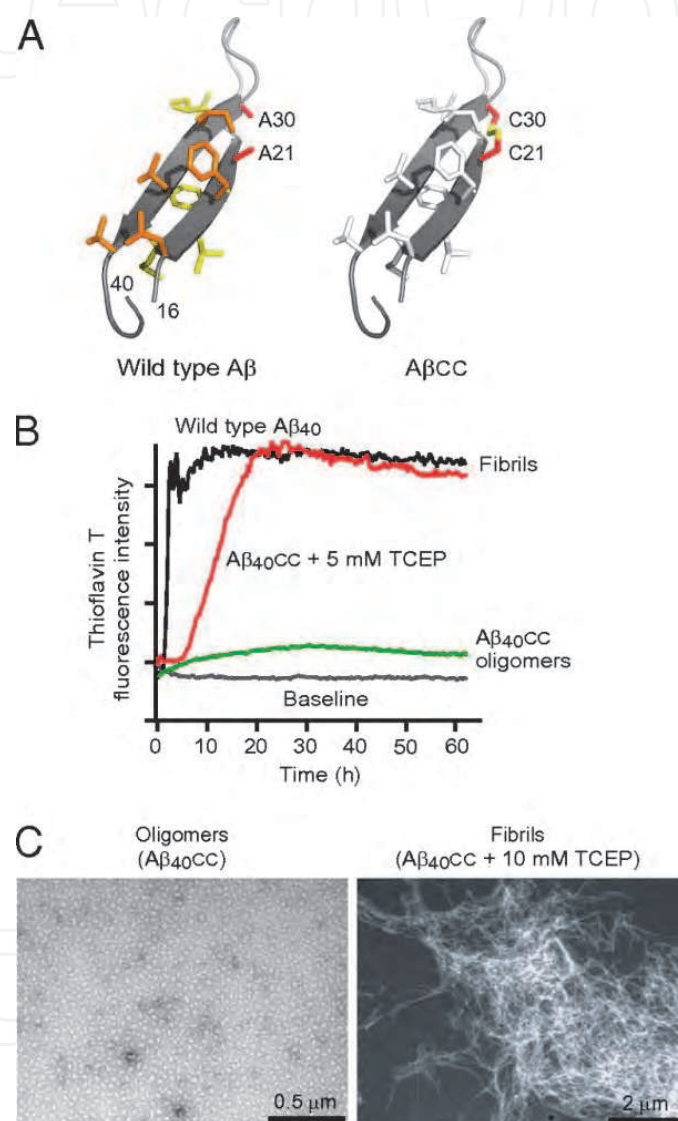 A
A30
A21
40
16
Wild type Aβ
C30
C21
AβCC
B
Wild type Aβ40
Fibrils
Aβ40CC + 5 mM TCEP
Aβ40CC
oligomers
Baseline
Thioflavin T
fluorescence intensity
0 10 20 30 40 50 60
Time (h)
C
Oligomers
(Aβ40CC)
0.5 μm
Fibrils
(Aβ40CC + 10 mM TCEP)
2 μm